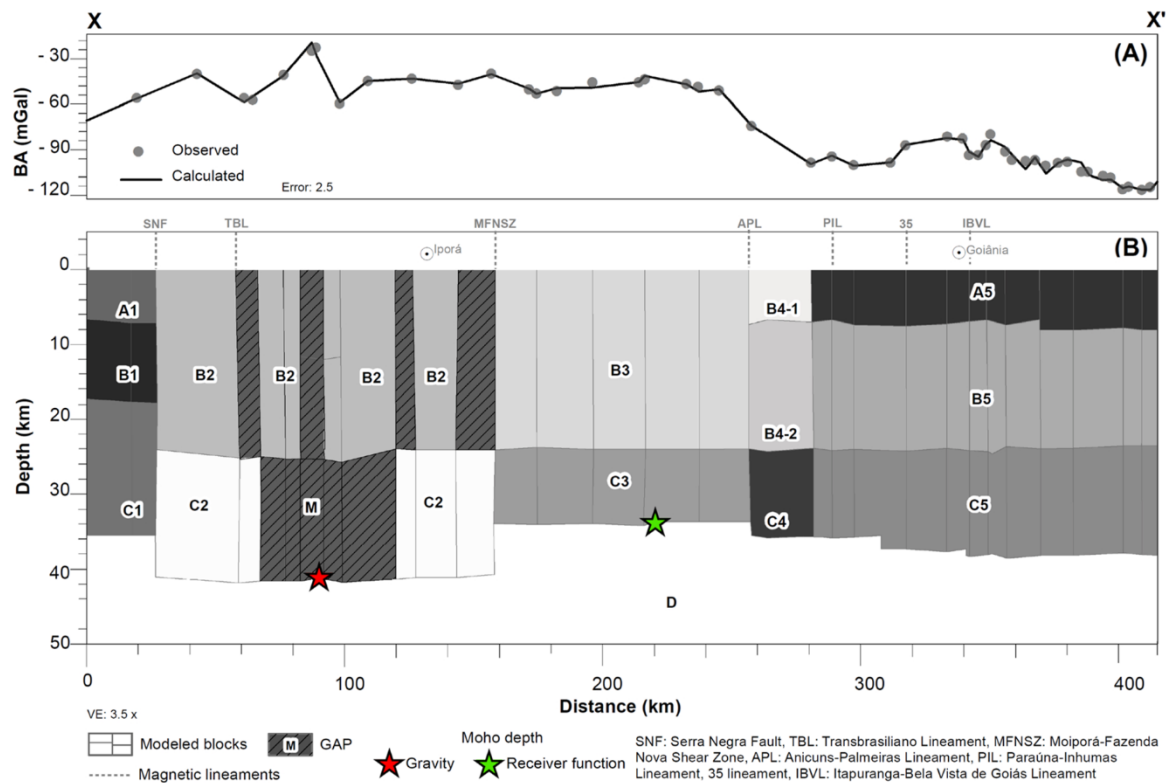 X
X'
(A)
BA (mGal)
- 30
- 60
- 90
- 120
Observed
Calculated
Error: 2.5
SNF
TBL
MFNSZ
APL
PIL
35
IBVL
Iporá
Goiânia
(B)
Depth (km)
0
10
20
30
40
50
A1
B1
C1
B2
B2
B2
B2
C2
M
C2
B3
C3
B4-1
B4-2
C4
A5
B5
C5
D
0
100
200
300
400
Distance (km)
VE: 3.5 x
Modeled blocks
M
GAP
Moho depth
Gravity
Receiver function
Magnetic lineaments
SNF: Serra Negra Fault, TBL: Transbrasiliano Lineament, MFNSZ: Moiporá-Fazenda
Nova Shear Zone, APL: Anicuns-Palmeiras Lineament, PIL: Paraúna-Inhumas
Lineament, 35 lineament, IBVL: Itapuranga-Bela Vista de Goiás Lineament